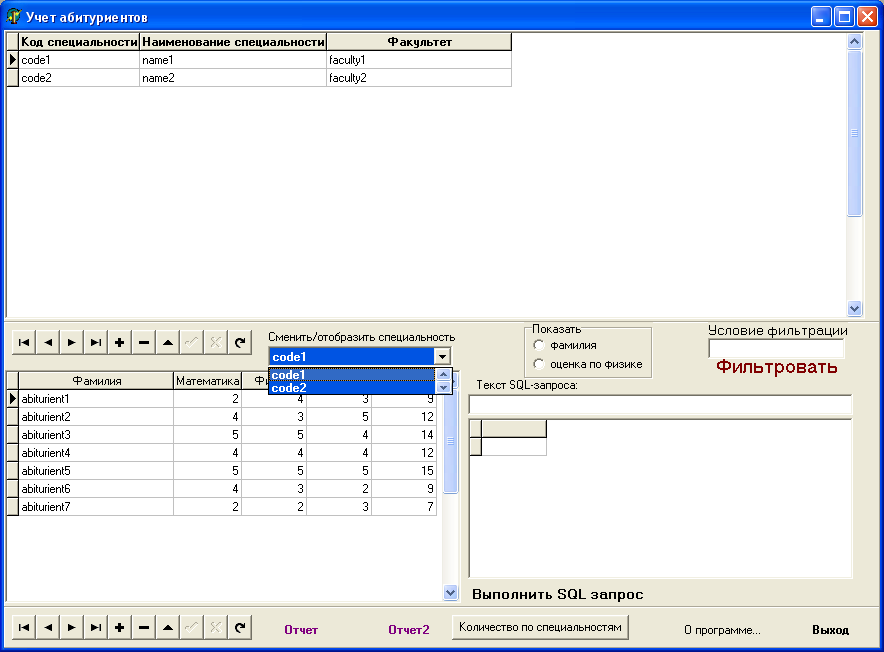 Учет абитуриентов
Код специальности Наименование специальности Факультет
code1 name1 faculty1
code2 name2 faculty2
Сменить/отобразить специальность
code1
code1
code2
Показать
фамилия
оценка по физике
Условие фильтрации
Фильтровать
Фамилия Математика
abiturient1 2 4 3 9
abiturient2 4 3 5 12
abiturient3 5 5 4 14
abiturient4 4 4 4 12
abiturient5 5 5 5 15
abiturient6 4 3 2 9
abiturient7 2 2 3 7
Текст SQL-запроса:
Выполнить SQL запрос
Отчет Отчет2 Количество по специальностям О программе... Выход